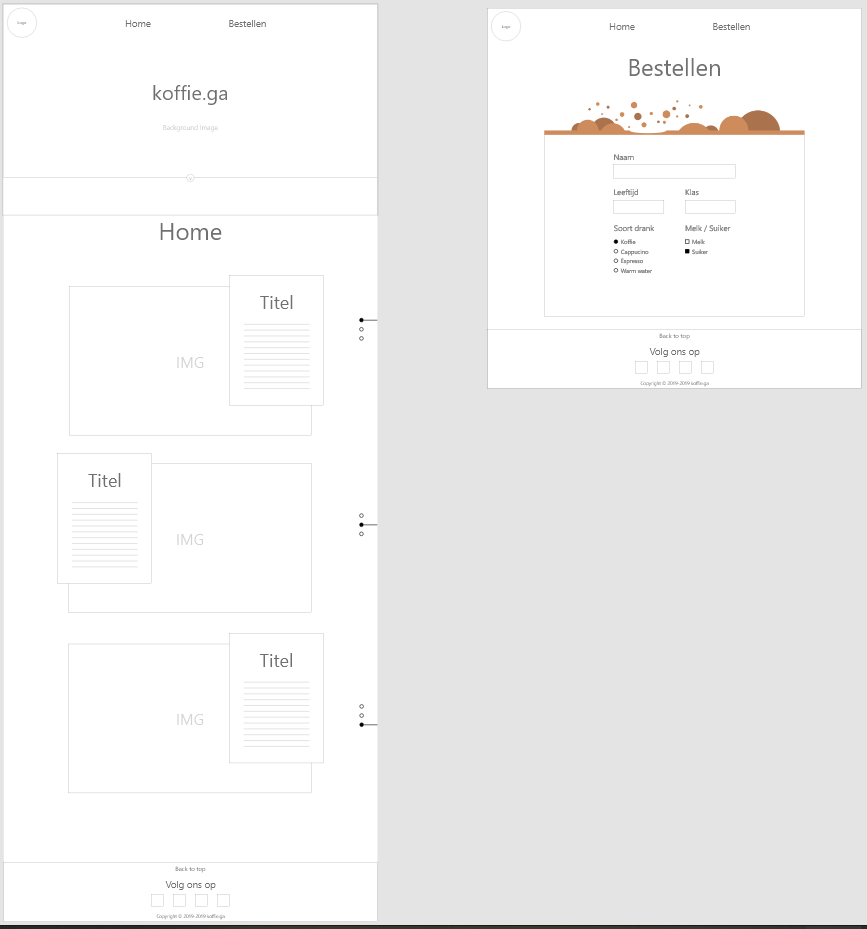 Logo
Home
Bestellen
koffie.ga
Background Image
Home
Titel
IMG
Titel
IMG
Titel
IMG
Back to top
Volg ons op
Copyright © 2019-2019 koffie.ga
Logo
Home
Bestellen
Bestellen
Naam
Leeftijd
Klas
Soort drank
Melk / Suiker
Koffie
Melk
Cappucino
Suiker
Espresso
Warm water
Back to top
Volg ons op
Copyright © 2019-2019 koffie.ga